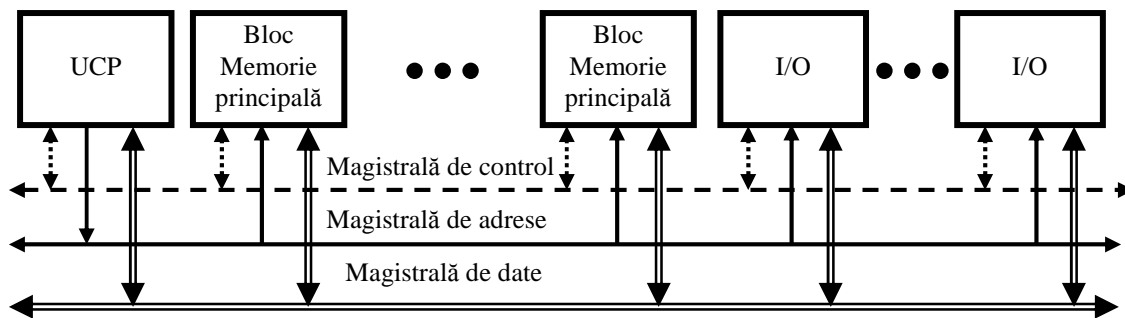 UCP
Bloc
Memorie
principală
Bloc
Memorie
principală
I/O
I/O
Magistrală de control
Magistrală de adrese
Magistrală de date